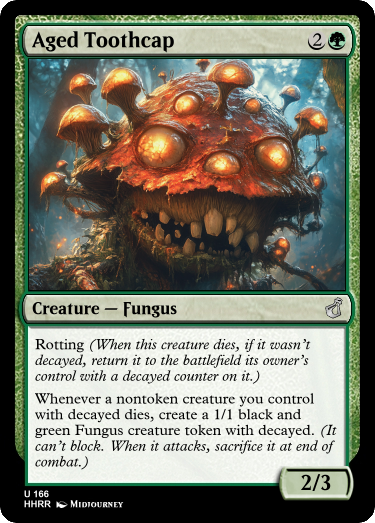 Aged Toothcap 2
Creature — Fungus
Rotting (When this creature dies, if it wasn't
decayed, return it to the battlefield its owner's
control with a decayed counter on it.)
Whenever a nontoken creature you control
with decayed dies, create a 1/1 black and
green Fungus creature token with decayed. (It
can't block. When it attacks, sacrifice it at end of
combat.)
2/3
U 166
HHRR Midjourney